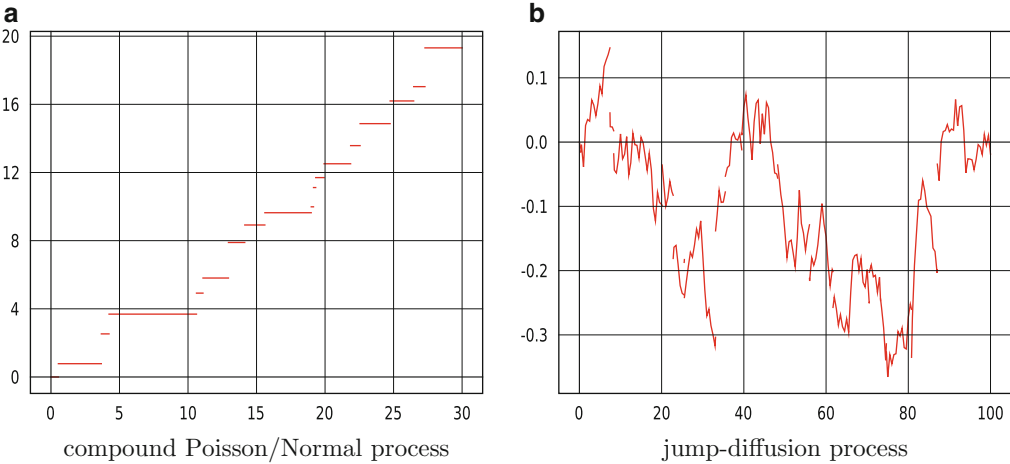 a
20
16
12
8
4
0
0 5 10 15 20 25 30
compound Poisson/Normal process
b
0.1
0.0
-0.1
-0.2
-0.3
0 20 40 60 80 100
jump-diffusion process